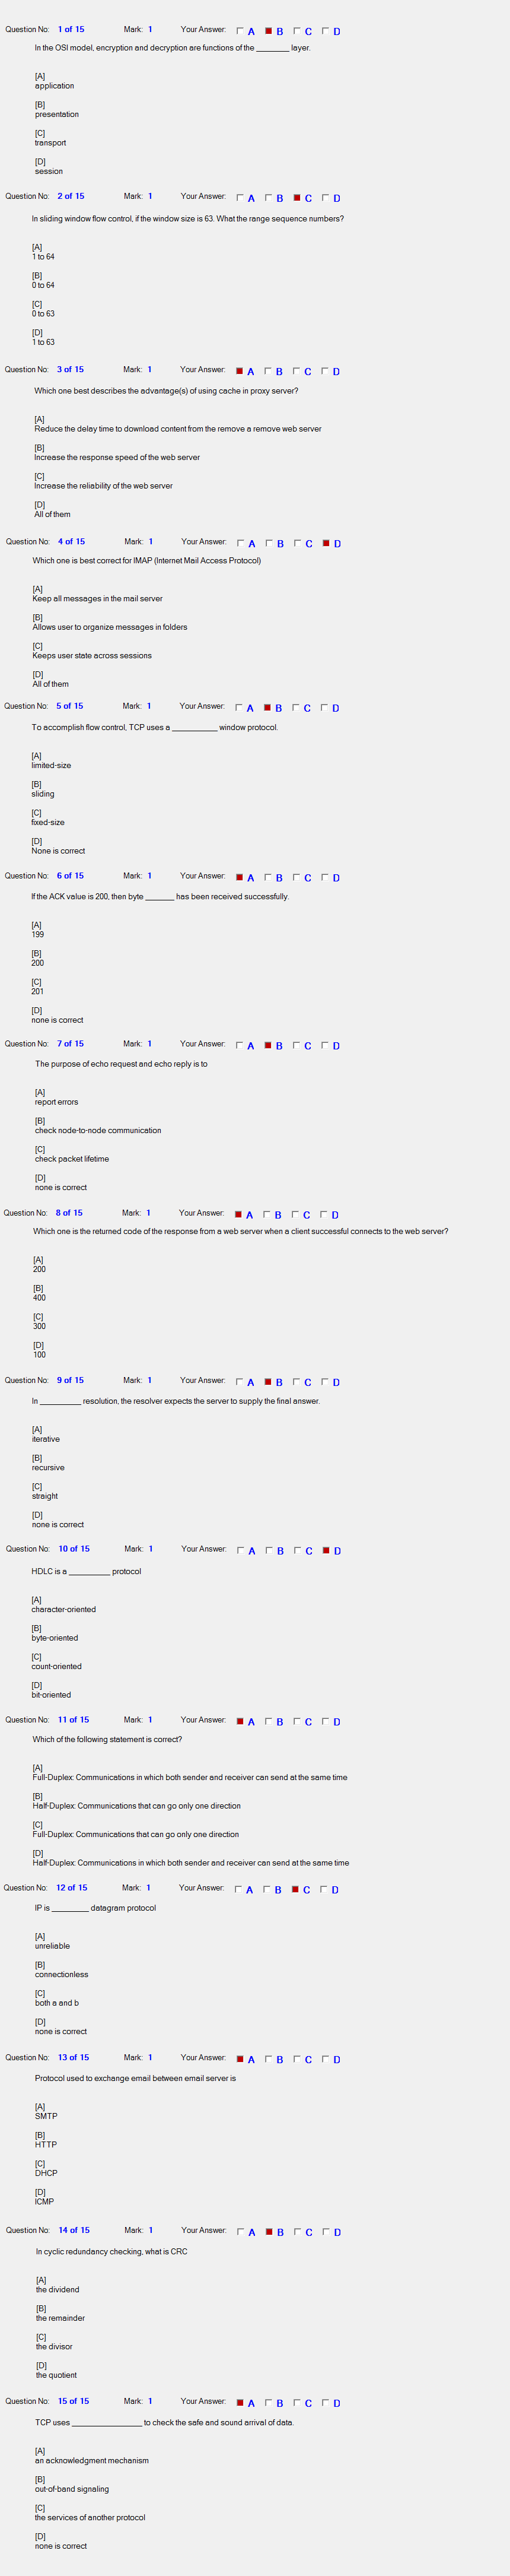 Question No: 1 of 15 Mark: 1 Your Answer: A B C D
In the OSI model, encryption and decryption are functions of the ________ layer.
[A]
application
[B]
presentation
[C]
transport
[D]
session
Question No: 2 of 15 Mark: 1 Your Answer: A B C D
In sliding window flow control, if the window size is 63. What the range sequence numbers?
[A]
1 to 64
[B]
0 to 64
[C]
0 to 63
[D]
1 to 63
Question No: 3 of 15 Mark: 1 Your Answer: A B C D
Which one best describes the advantage(s) of using cache in proxy server?
[A]
Reduce the delay time to download content from the remove a remove web server
[B]
Increase the response speed of the web server
[C]
Increase the reliability of the web server
[D]
All of them
Question No: 4 of 15 Mark: 1 Your Answer: A B C D
Which one is best correct for IMAP (Internet Mail Access Protocol)
[A]
Keep all messages in the mail server
[B]
Allows user to organize messages in folders
[C]
Keeps user state across sessions
[D]
All of them
Question No: 5 of 15 Mark: 1 Your Answer: A B C D
To accomplish flow control, TCP uses a ___________ window protocol.
[A]
limited-size
[B]
sliding
[C]
fixed-size
[D]
None is correct
Question No: 6 of 15 Mark: 1 Your Answer: A B C D
If the ACK value is 200, then byte _______ has been received successfully.
[A]
199
[B]
200
[C]
201
[D]
none is correct
Question No: 7 of 15 Mark: 1 Your Answer: A B C D
The purpose of echo request and echo reply is to
[A]
report errors
[B]
check node-to-node communication
[C]
check packet lifetime
[D]
none is correct
Question No: 8 of 15 Mark: 1 Your Answer: A B C D
Which one is the returned code of the response from a web server when a client successful connects to the web server?
[A]
200
[B]
400
[C]
300
[D]
100
Question No: 9 of 15 Mark: 1 Your Answer: A B C D
In __________ resolution, the resolver expects the server to supply the final answer.
[A]
iterative
[B]
recursive
[C]
straight
[D]
none is correct
Question No: 10 of 15 Mark: 1 Your Answer: A B C D
HDLC is a __________ protocol
[A]
character-oriented
[B]
byte-oriented
[C]
count-oriented
[D]
bit-oriented
Question No: 11 of 15 Mark: 1 Your Answer: A B C D
Which of the following statement is correct?
[A]
Full-Duplex: Communications in which both sender and receiver can send at the same time
[B]
Half-Duplex: Communications that can go only one direction
[C]
Full-Duplex: Communications that can go only one direction
[D]
Half-Duplex: Communications in which both sender and receiver can send at the same time
Question No: 12 of 15 Mark: 1 Your Answer: A B C D
IP is _________ datagram protocol
[A]
unreliable
[B]
connectionless
[C]
both a and b
[D]
none is correct
Question No: 13 of 15 Mark: 1 Your Answer: A B C D
Protocol used to exchange email between email server is
[A]
SMTP
[B]
HTTP
[C]
DHCP
[D]
ICMP
Question No: 14 of 15 Mark: 1 Your Answer: A B C D
In cyclic redundancy checking, what is CRC
[A]
the dividend
[B]
the remainder
[C]
the divisor
[D]
the quotient
Question No: 15 of 15 Mark: 1 Your Answer: A B C D
TCP uses _________________ to check the safe and sound arrival of data.
[A]
an acknowledgment mechanism
[B]
out-of-band signaling
[C]
the services of another protocol
[D]
none is correct